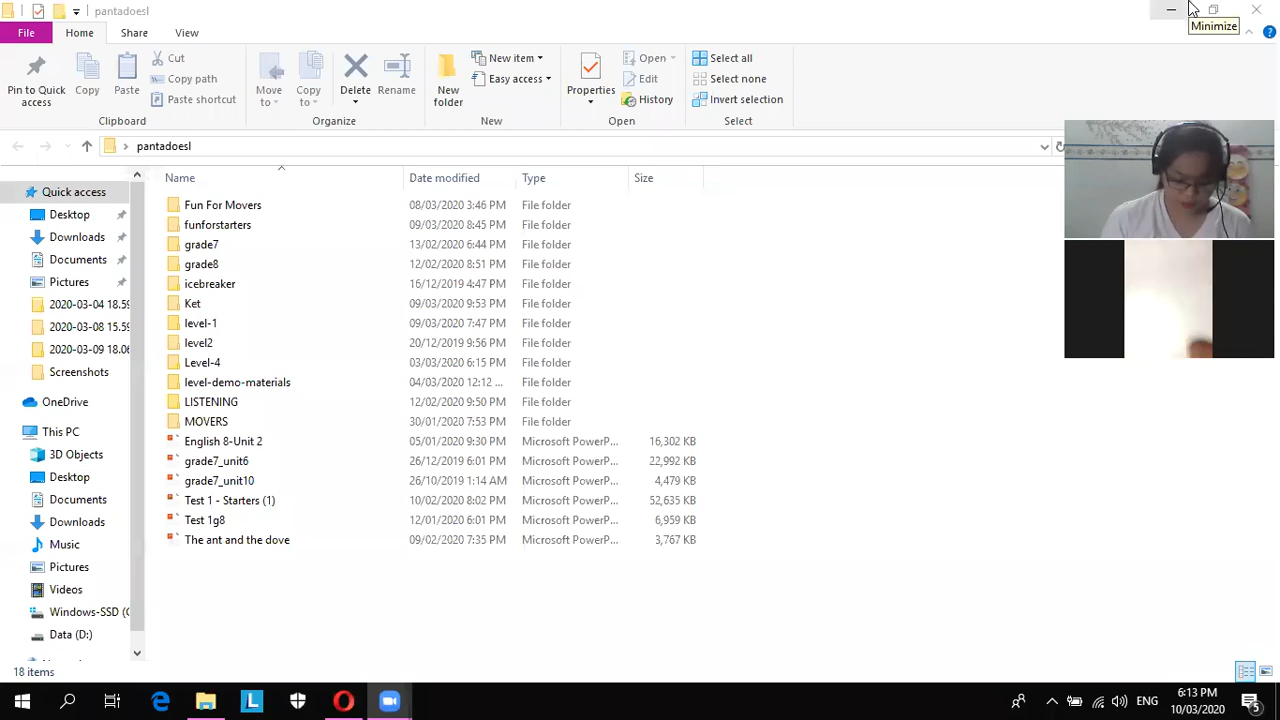 pantadoesl
Minimize
File Home Share View
Pin to Quick access
Copy
Paste
Cut
Copy path
Paste shortcut
Clipboard
Move to
Copy to
Delete
Rename
Organize
New folder
New item
Easy access
New
Properties
Open
Edit
History
Open
Select all
Select none
Invert selection
Select
pantadoesl
Name Date modified Type Size
Fun For Movers 08/03/2020 3:46 PM File folder
funforstarters 09/03/2020 8:45 PM File folder
grade7 13/02/2020 6:44 PM File folder
grade8 12/02/2020 8:51 PM File folder
icebreaker 16/12/2019 4:47 PM File folder
Ket 09/03/2020 9:53 PM File folder
level-1 09/03/2020 7:47 PM File folder
level2 20/12/2019 9:56 PM File folder
Level-4 03/03/2020 6:15 PM File folder
level-demo-materials 04/03/2020 12:12 ... File folder
LISTENING 12/02/2020 9:50 PM File folder
MOVERS 30/01/2020 7:53 PM File folder
English 8-Unit 2 05/01/2020 9:30 PM Microsoft PowerP... 16,302 KB
grade7_unit6 26/12/2019 6:01 PM Microsoft PowerP... 22,992 KB
grade7_unit10 26/10/2019 1:14 AM Microsoft PowerP... 4,479 KB
Test 1 - Starters (1) 10/02/2020 8:02 PM Microsoft PowerP... 52,635 KB
Test 1g8 12/01/2020 6:01 PM Microsoft PowerP... 6,959 KB
The ant and the dove 09/02/2020 7:35 PM Microsoft PowerP... 3,767 KB
Quick access
Desktop
Downloads
Documents
Pictures
2020-03-04 18.59
2020-03-08 15.59
2020-03-09 18.06
Screenshots
OneDrive
This PC
3D Objects
Desktop
Documents
Downloads
Music
Pictures
Videos
Windows-SSD (
Data (D:)
18 items
L
ENG
6:13 PM
10/03/2020
5